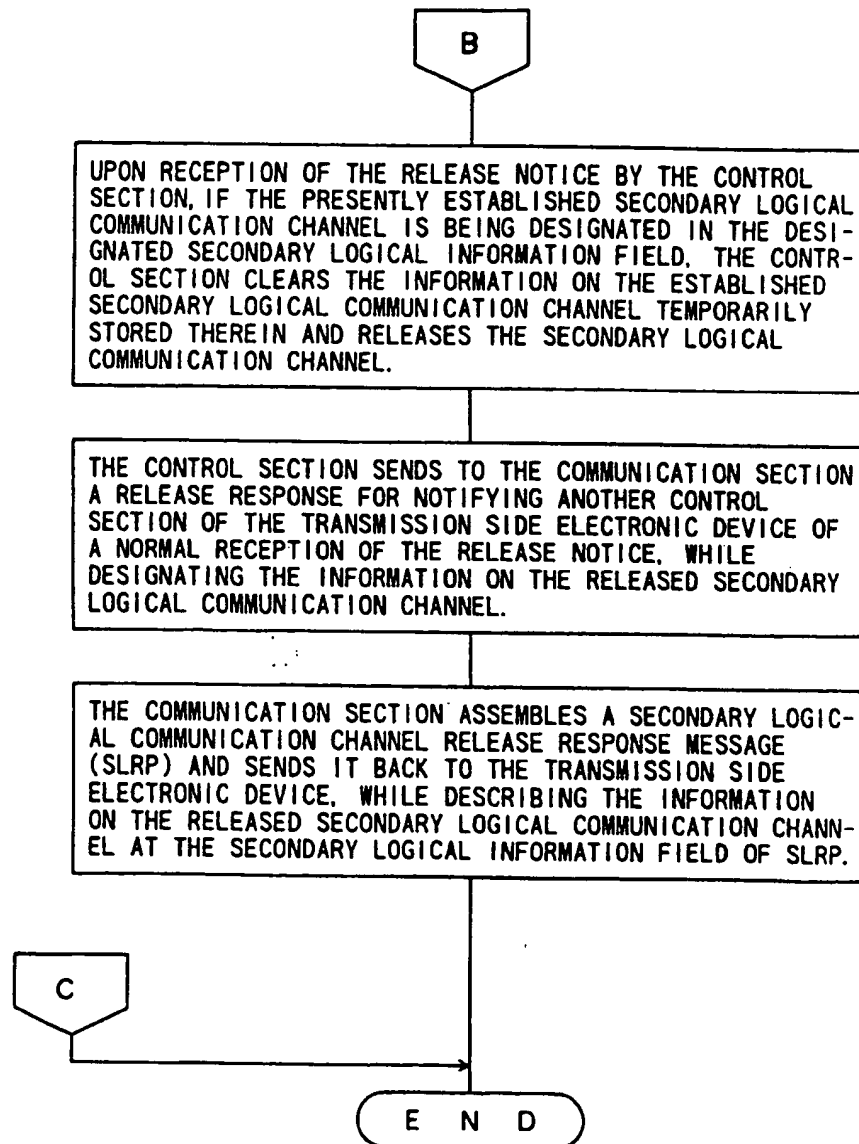 B
UPON RECEPTION OF THE RELEASE NOTICE BY THE CONTROL
SECTION, IF THE PRESENTLY ESTABLISHED SECONDARY LOGICAL
COMMUNICATION CHANNEL IS BEING DESIGNATED IN THE DESI-
GNATED SECONDARY LOGICAL INFORMATION FIELD, THE CONTR-
OL SECTION CLEARS THE INFORMATION ON THE ESTABLISHED
SECONDARY LOGICAL COMMUNICATION CHANNEL TEMPORARILY
STORED THEREIN AND RELEASES THE SECONDARY LOGICAL
COMMUNICATION CHANNEL.
THE CONTROL SECTION SENDS TO THE COMMUNICATION SECTION
A RELEASE RESPONSE FOR NOTIFYING ANOTHER CONTROL
SECTION OF THE TRANSMISSION SIDE ELECTRONIC DEVICE OF
A NORMAL RECEPTION OF THE RELEASE NOTICE, WHILE
DESIGNATING THE INFORMATION ON THE RELEASED SECONDARY
LOGICAL COMMUNICATION CHANNEL.
THE COMMUNICATION SECTION ASSEMBLES A SECONDARY LOGIC-
AL COMMUNICATION CHANNEL RELEASE RESPONSE MESSAGE
(SLRP) AND SENDS IT BACK TO THE TRANSMISSION SIDE
ELECTRONIC DEVICE, WHILE DESCRIBING THE INFORMATION
ON THE RELEASED SECONDARY LOGICAL COMMUNICATION CHANN-
EL AT THE SECONDARY LOGICAL INFORMATION FIELD OF SLRP.
C
E N D